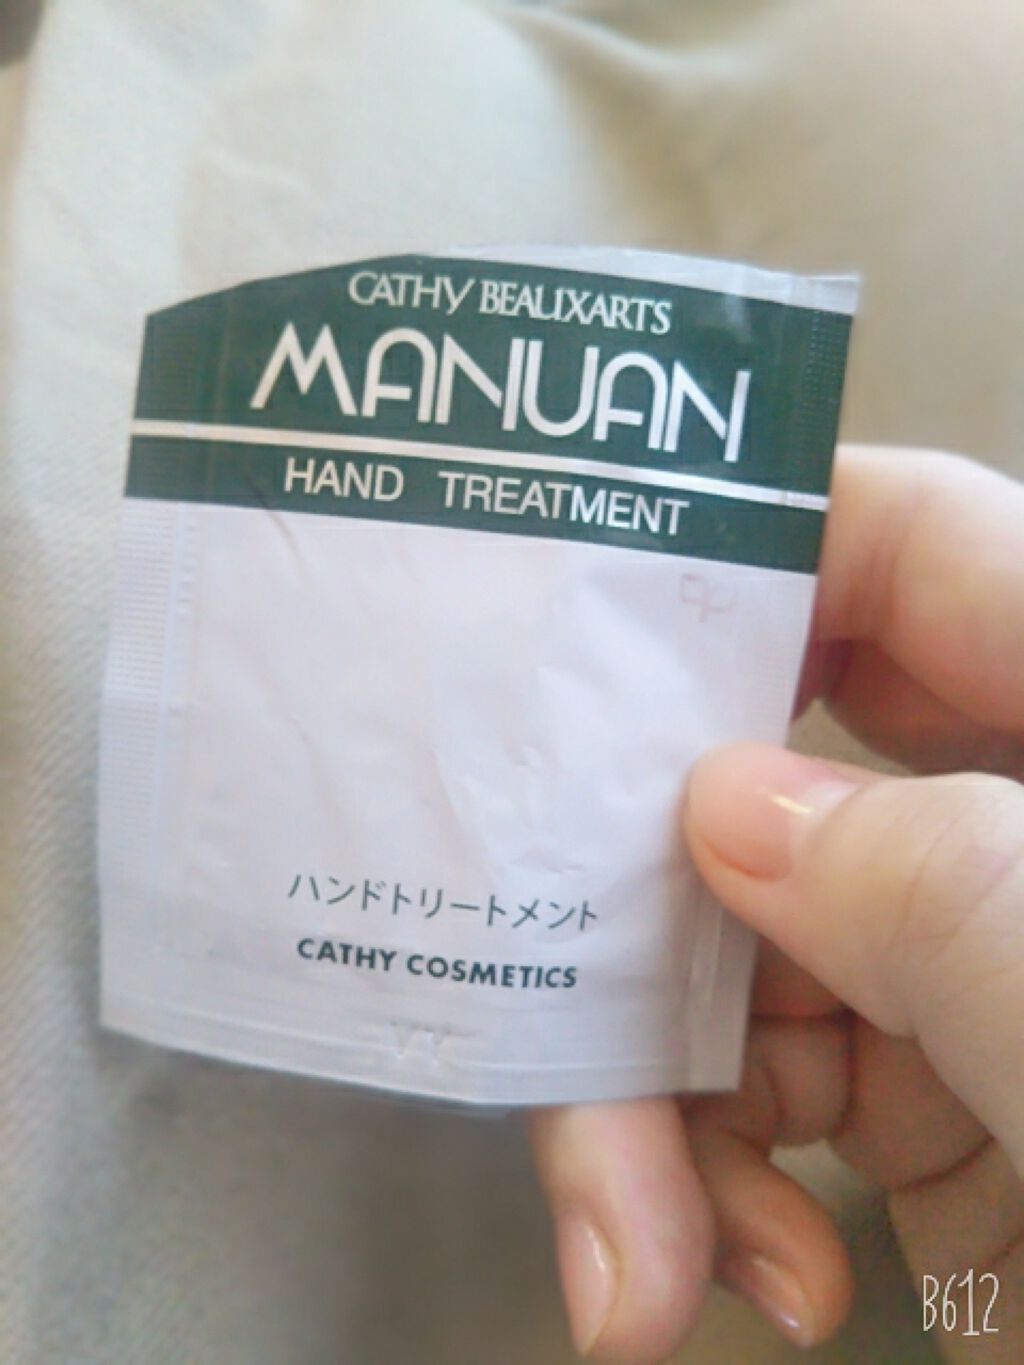 CATHY BEAUXARTS
MANUAN
HAND TREATMENT
ハンドトリートメント
CATHY COSMETICS
B612